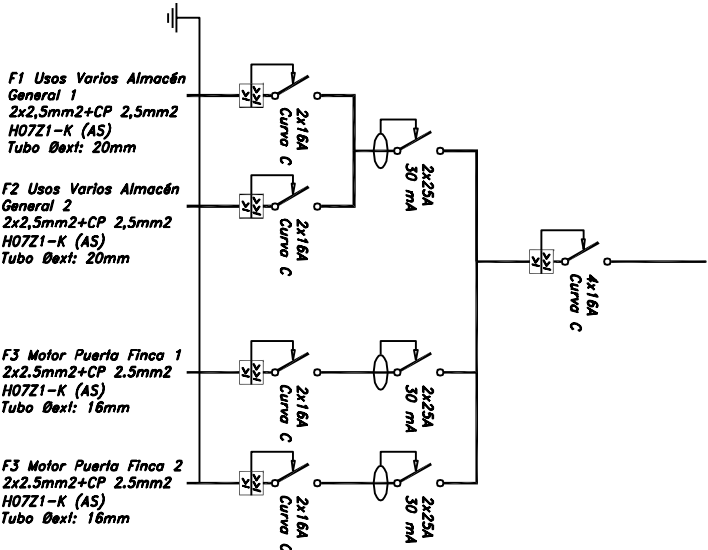 F1 Usos Varios Almacén
General 1
2x2,5mm2+CP 2,5mm2
H07Z1-K (AS)
Tubo Øext: 20mm
2x16A
Curva C
2x25A
30 mA
F2 Usos Varios Almacén
General 2
2x2,5mm2+CP 2,5mm2
H07Z1-K (AS)
Tubo Øext: 20mm
2x16A
Curva C
4x16A
Curva C
F3 Motor Puerta Finca 1
2x2.5mm2+CP 2.5mm2
H07Z1-K (AS)
Tubo Øext: 16mm
2x16A
Curva C
2x25A
30 mA
F3 Motor Puerta Finca 2
2x2.5mm2+CP 2.5mm2
H07Z1-K (AS)
Tubo Øext: 16mm
2x16A
Curva C
2x25A
30 mA